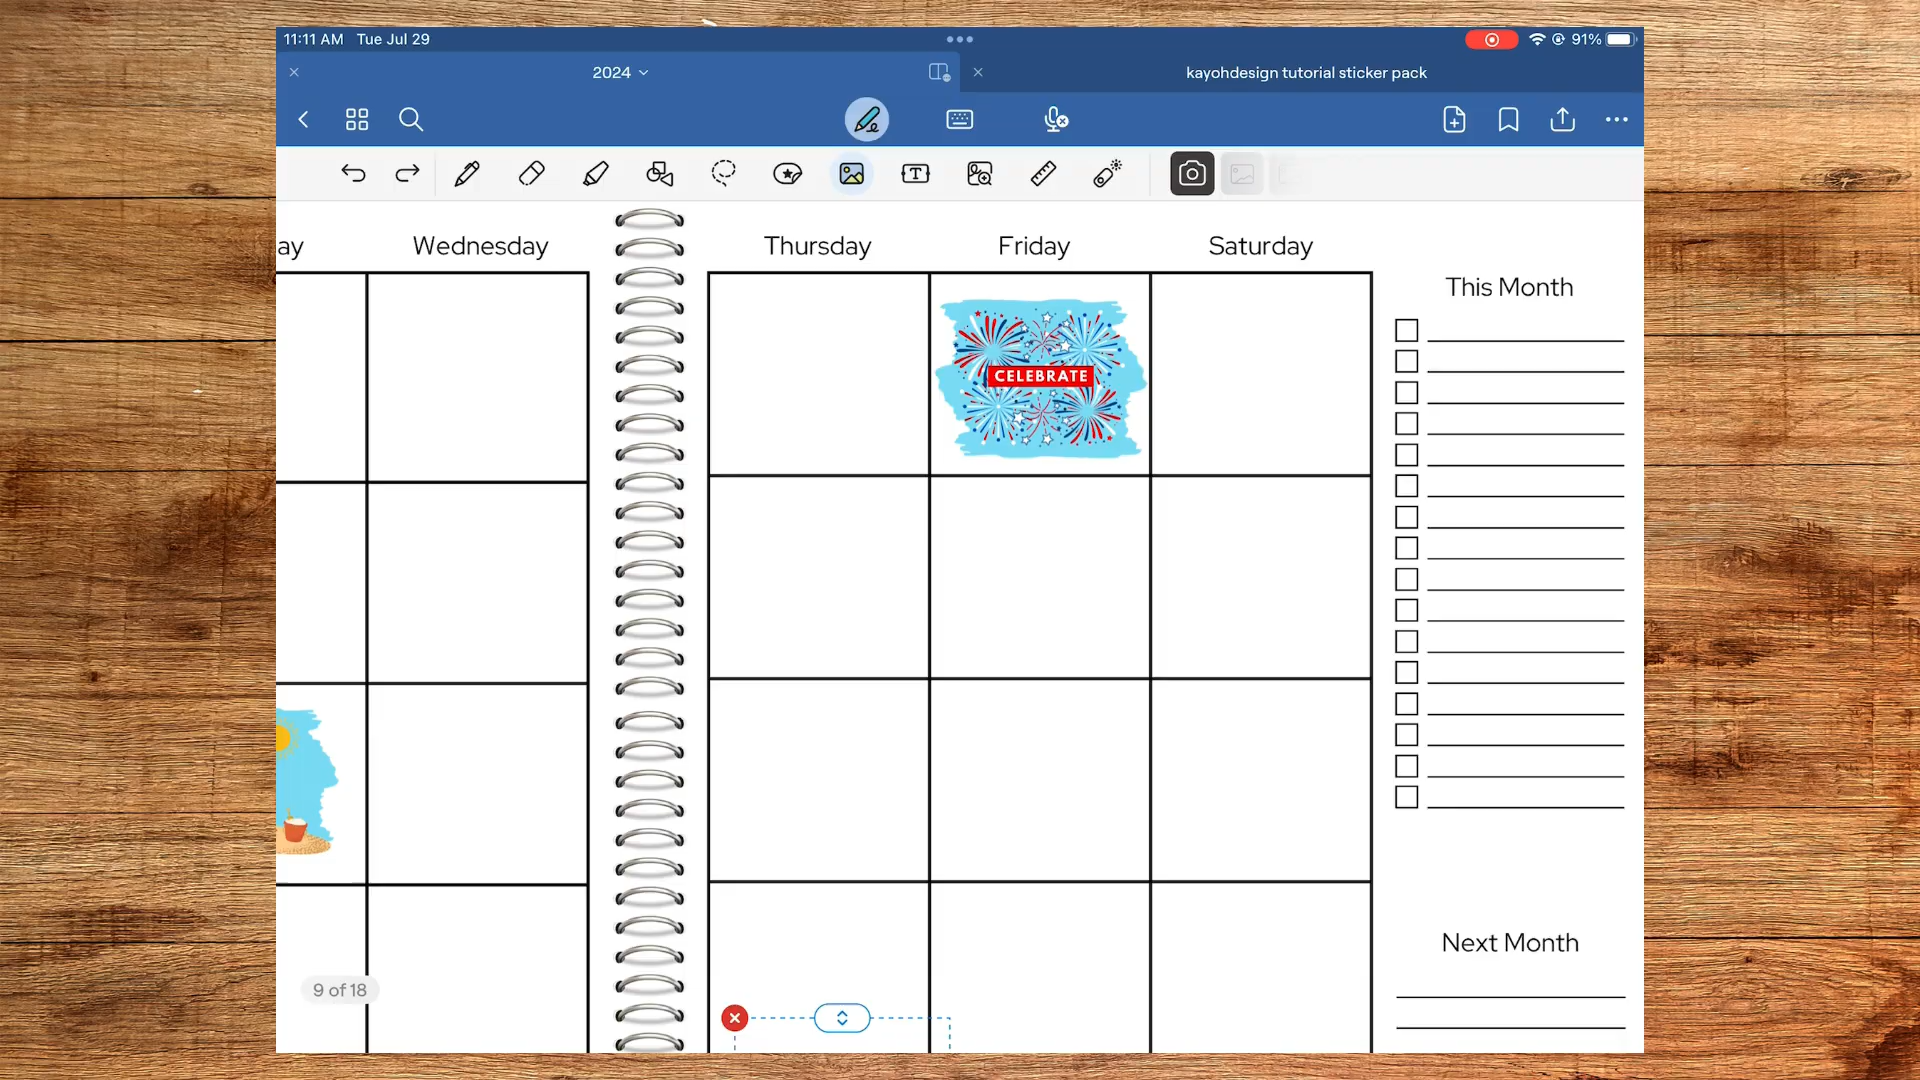 11:11 AM Tue Jul 29
91%
2024
kayohdesign tutorial sticker pack
ay
Wednesday
Thursday
Friday
Saturday
This Month
CELEBRATE
Next Month
9 of 18